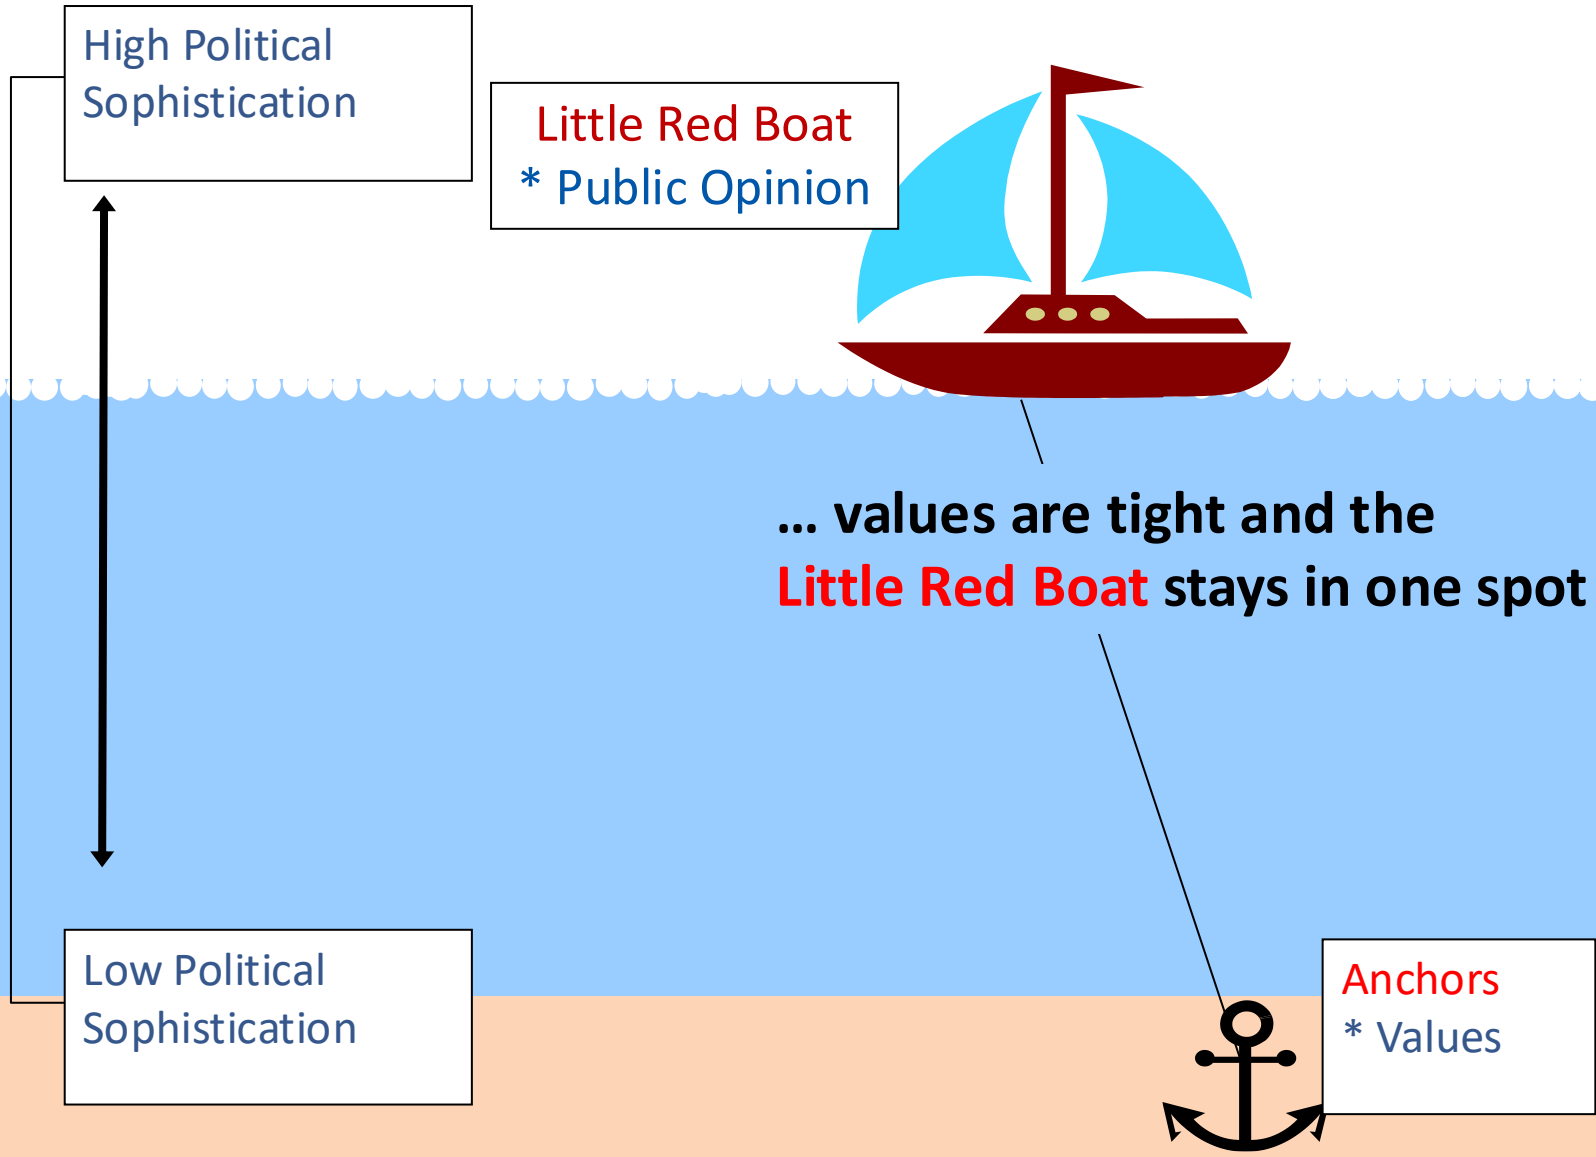 High Political
Sophistication
Little Red Boat
* Public Opinion
... values are tight and the
Little Red Boat stays in one spot
Low Political
Sophistication
Anchors
* Values